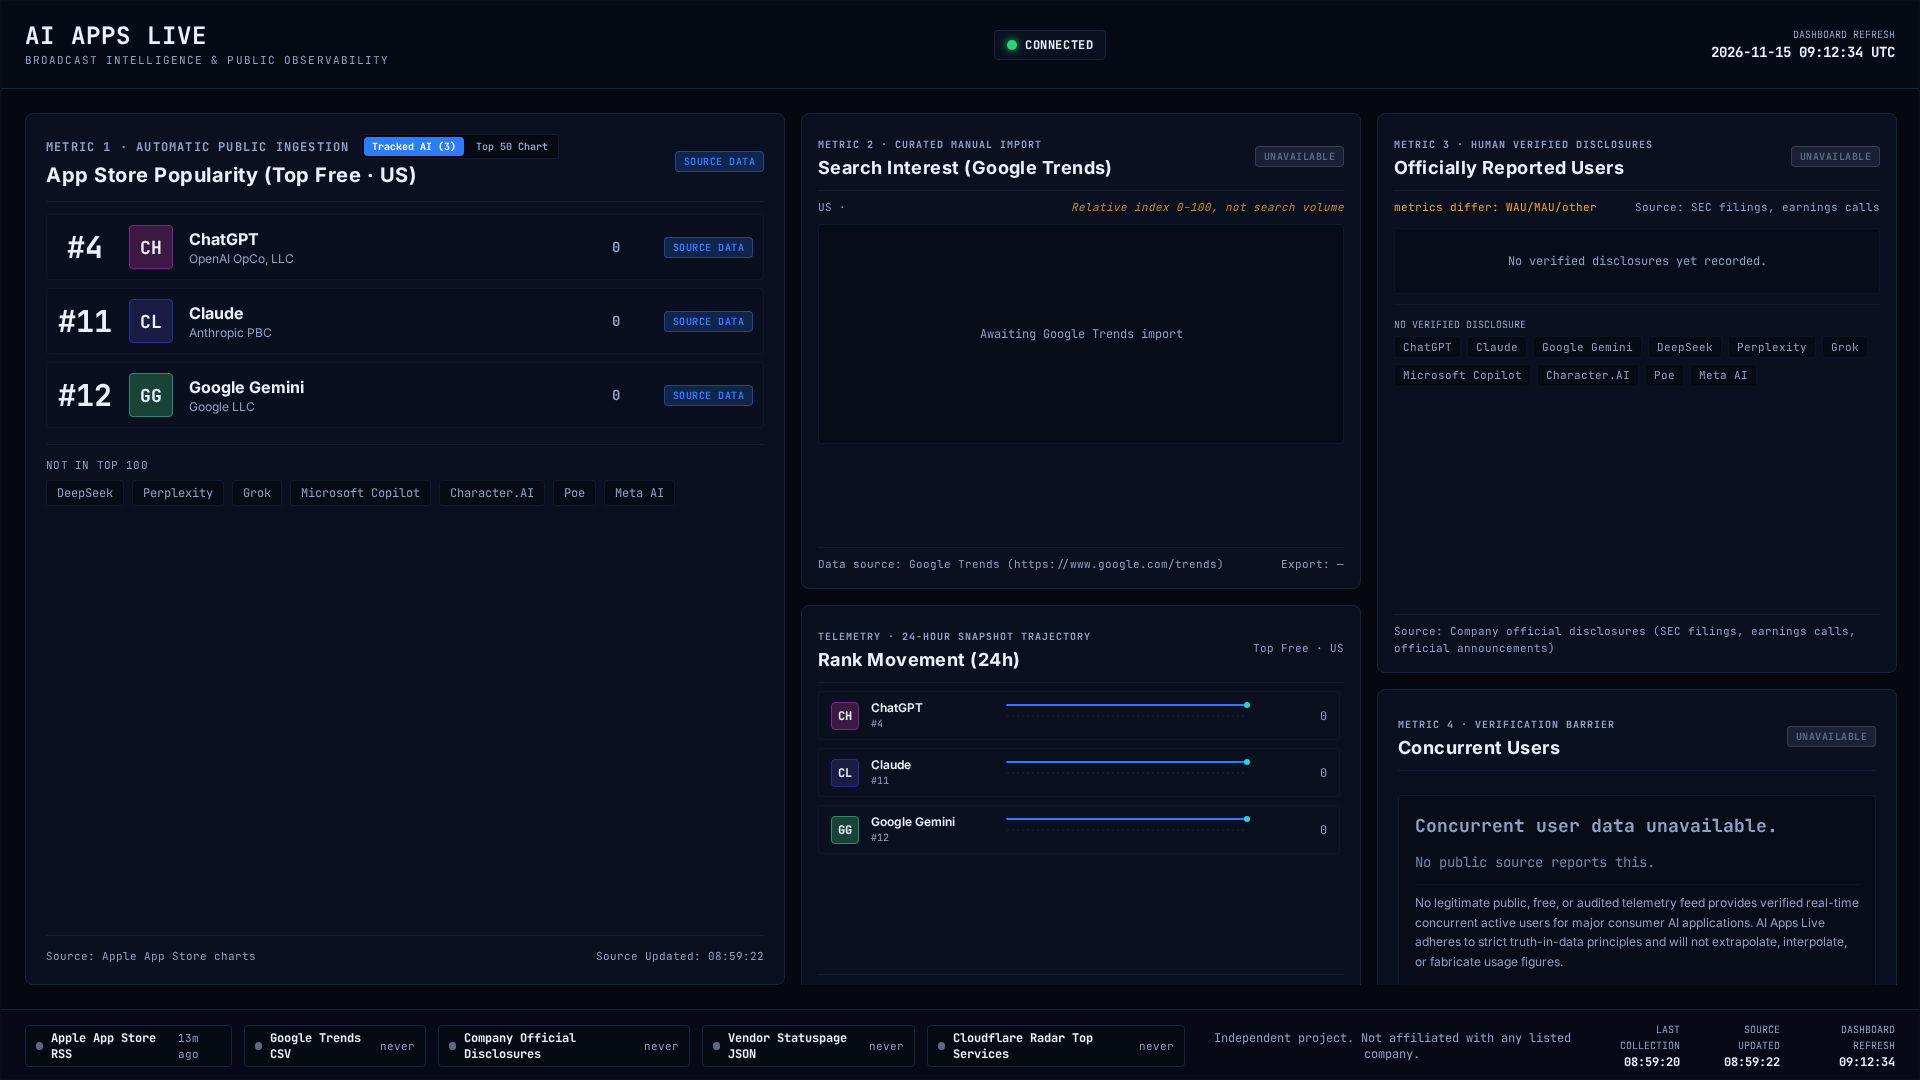 AI APPS LIVE
BROADCAST INTELLIGENCE & PUBLIC OBSERVABILITY
CONNECTED
DASHBOARD REFRESH
2026-11-15 09:12:34 UTC
METRIC 1 · AUTOMATIC PUBLIC INGESTION
Tracked AI (3)
Top 50 Chart
App Store Popularity (Top Free · US)
SOURCE DATA
#4
CH
ChatGPT
OpenAI OpCo, LLC
0
SOURCE DATA
#11
CL
Claude
Anthropic PBC
0
SOURCE DATA
#12
GG
Google Gemini
Google LLC
0
SOURCE DATA
NOT IN TOP 100
DeepSeek
Perplexity
Grok
Microsoft Copilot
Character.AI
Poe
Meta AI
Source: Apple App Store charts
Source Updated: 08:59:22
METRIC 2 · CURATED MANUAL IMPORT
Search Interest (Google Trends)
UNAVAILABLE
US ·
Relative index 0–100, not search volume
Awaiting Google Trends import
Data source: Google Trends (https://www.google.com/trends)
Export: —
TELEMETRY · 24-HOUR SNAPSHOT TRAJECTORY
Rank Movement (24h)
Top Free · US
CH
ChatGPT
#4
0
CL
Claude
#11
0
GG
Google Gemini
#12
0
METRIC 3 · HUMAN VERIFIED DISCLOSURES
Officially Reported Users
UNAVAILABLE
metrics differ: WAU/MAU/other
Source: SEC filings, earnings calls
No verified disclosures yet recorded.
NO VERIFIED DISCLOSURE
ChatGPT
Claude
Google Gemini
DeepSeek
Perplexity
Grok
Microsoft Copilot
Character.AI
Poe
Meta AI
Source: Company official disclosures (SEC filings, earnings calls,
official announcements)
METRIC 4 · VERIFICATION BARRIER
Concurrent Users
UNAVAILABLE
Concurrent user data unavailable.
No public source reports this.
No legitimate public, free, or audited telemetry feed provides verified real-time
concurrent active users for major consumer AI applications. AI Apps Live
adheres to strict truth-in-data principles and will not extrapolate, interpolate,
or fabricate usage figures.
Apple App Store
RSS
13m
ago
Google Trends
CSV
never
Company Official
Disclosures
never
Vendor Statuspage
JSON
never
Cloudflare Radar Top
Services
never
Independent project. Not affiliated with any listed
company.
LAST
COLLECTION
08:59:20
SOURCE
UPDATED
08:59:22
DASHBOARD
REFRESH
09:12:34